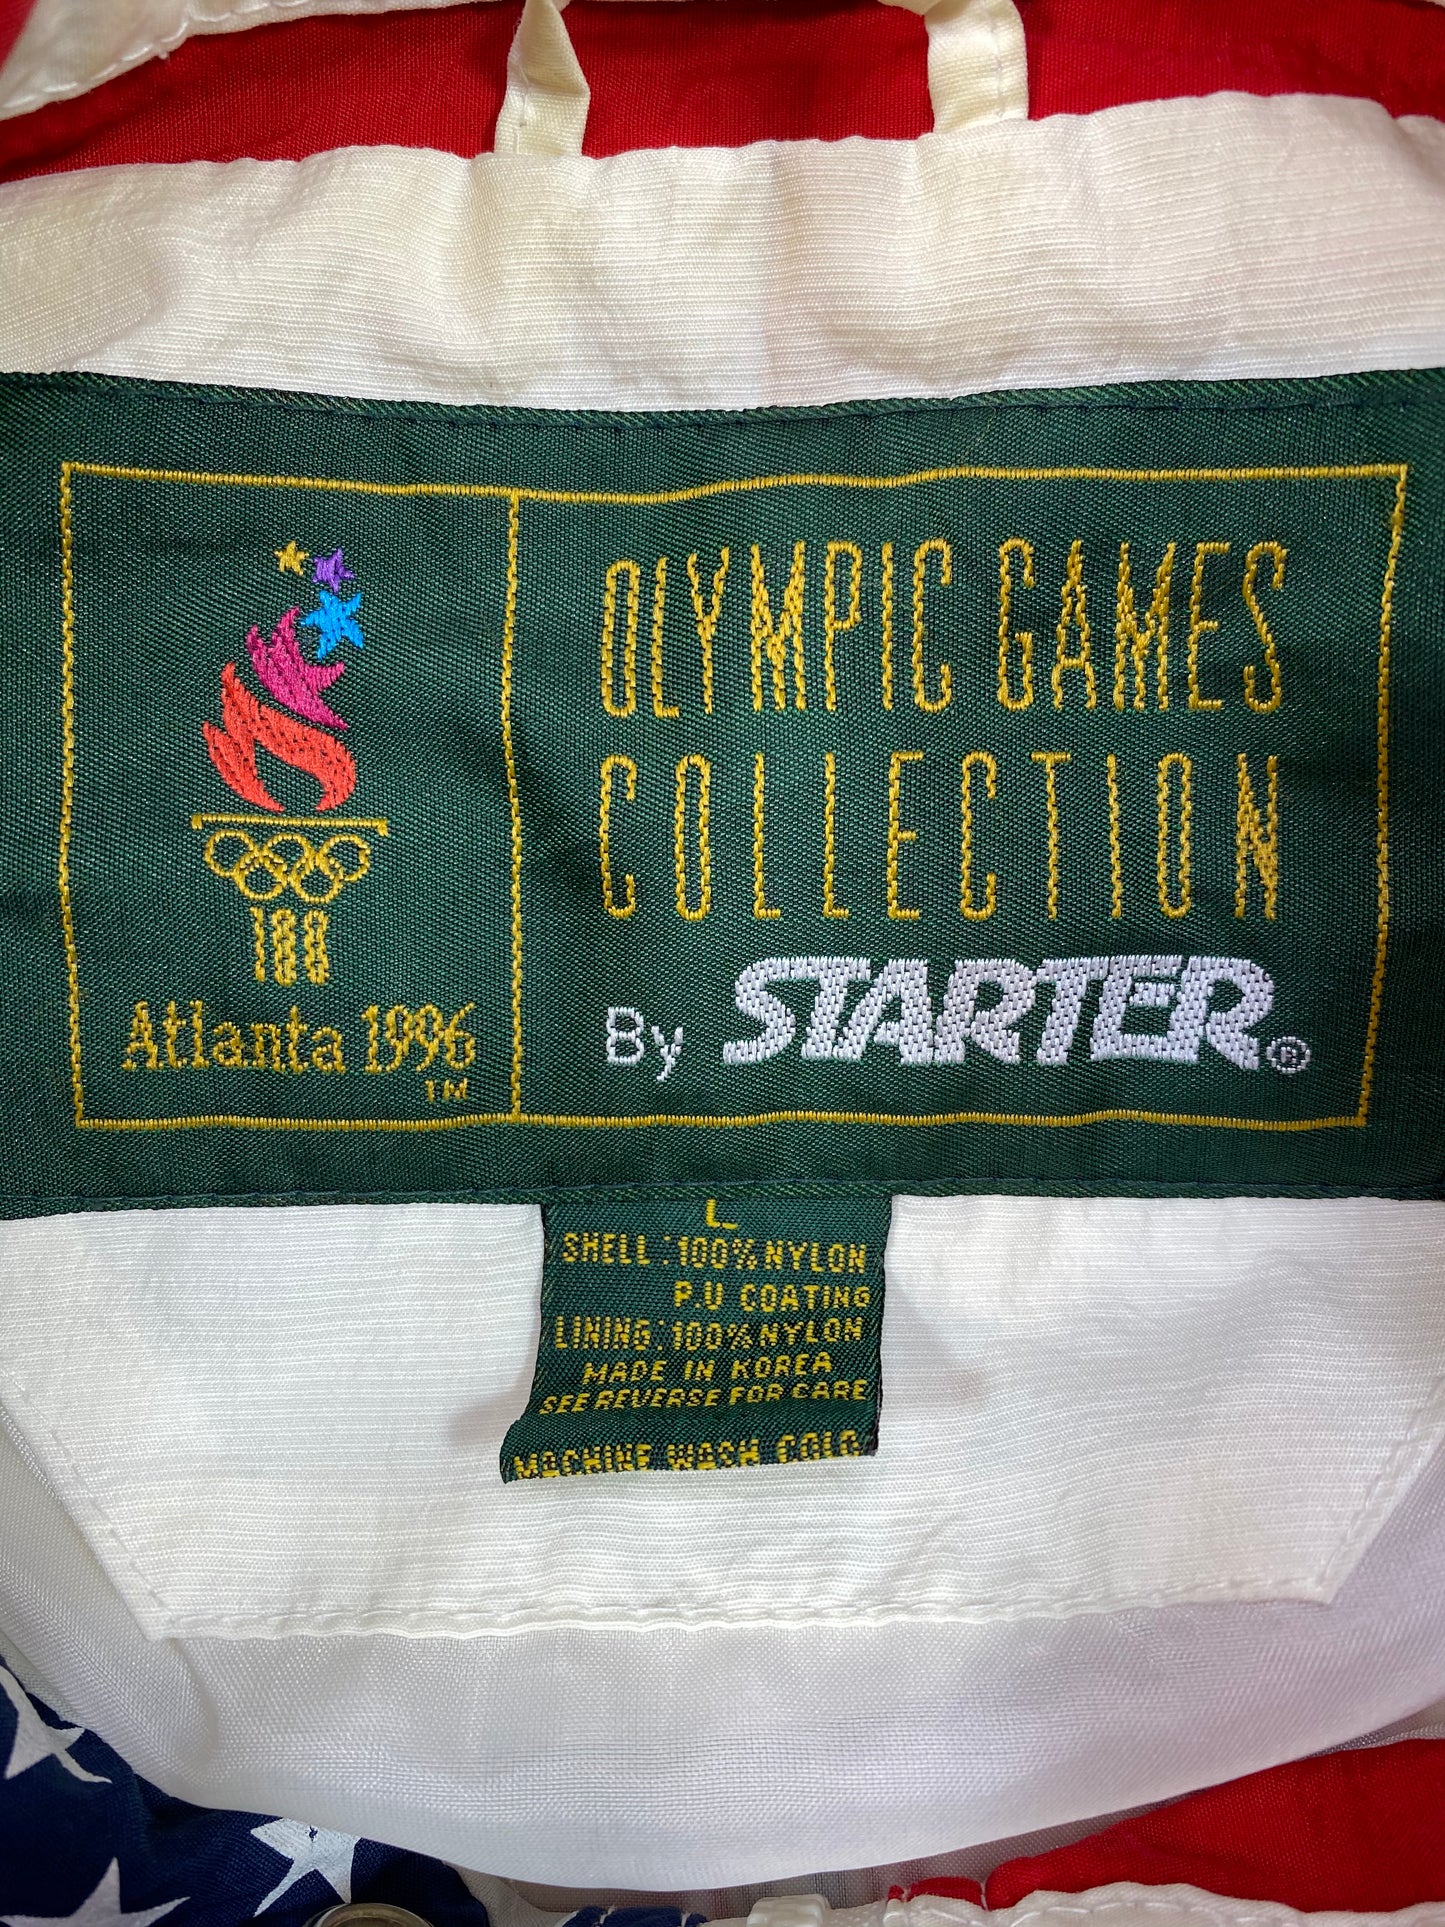 OLYMPIC GAMES
COLLECTION
By STARTER®
100
Atlanta 1996
TM
L
SHELL : 100% NYLON
P.U COATING
LINING : 100% NYLON
MADE IN KOREA
SEE REVERSE FOR CARE
MACHINE WASH COLD